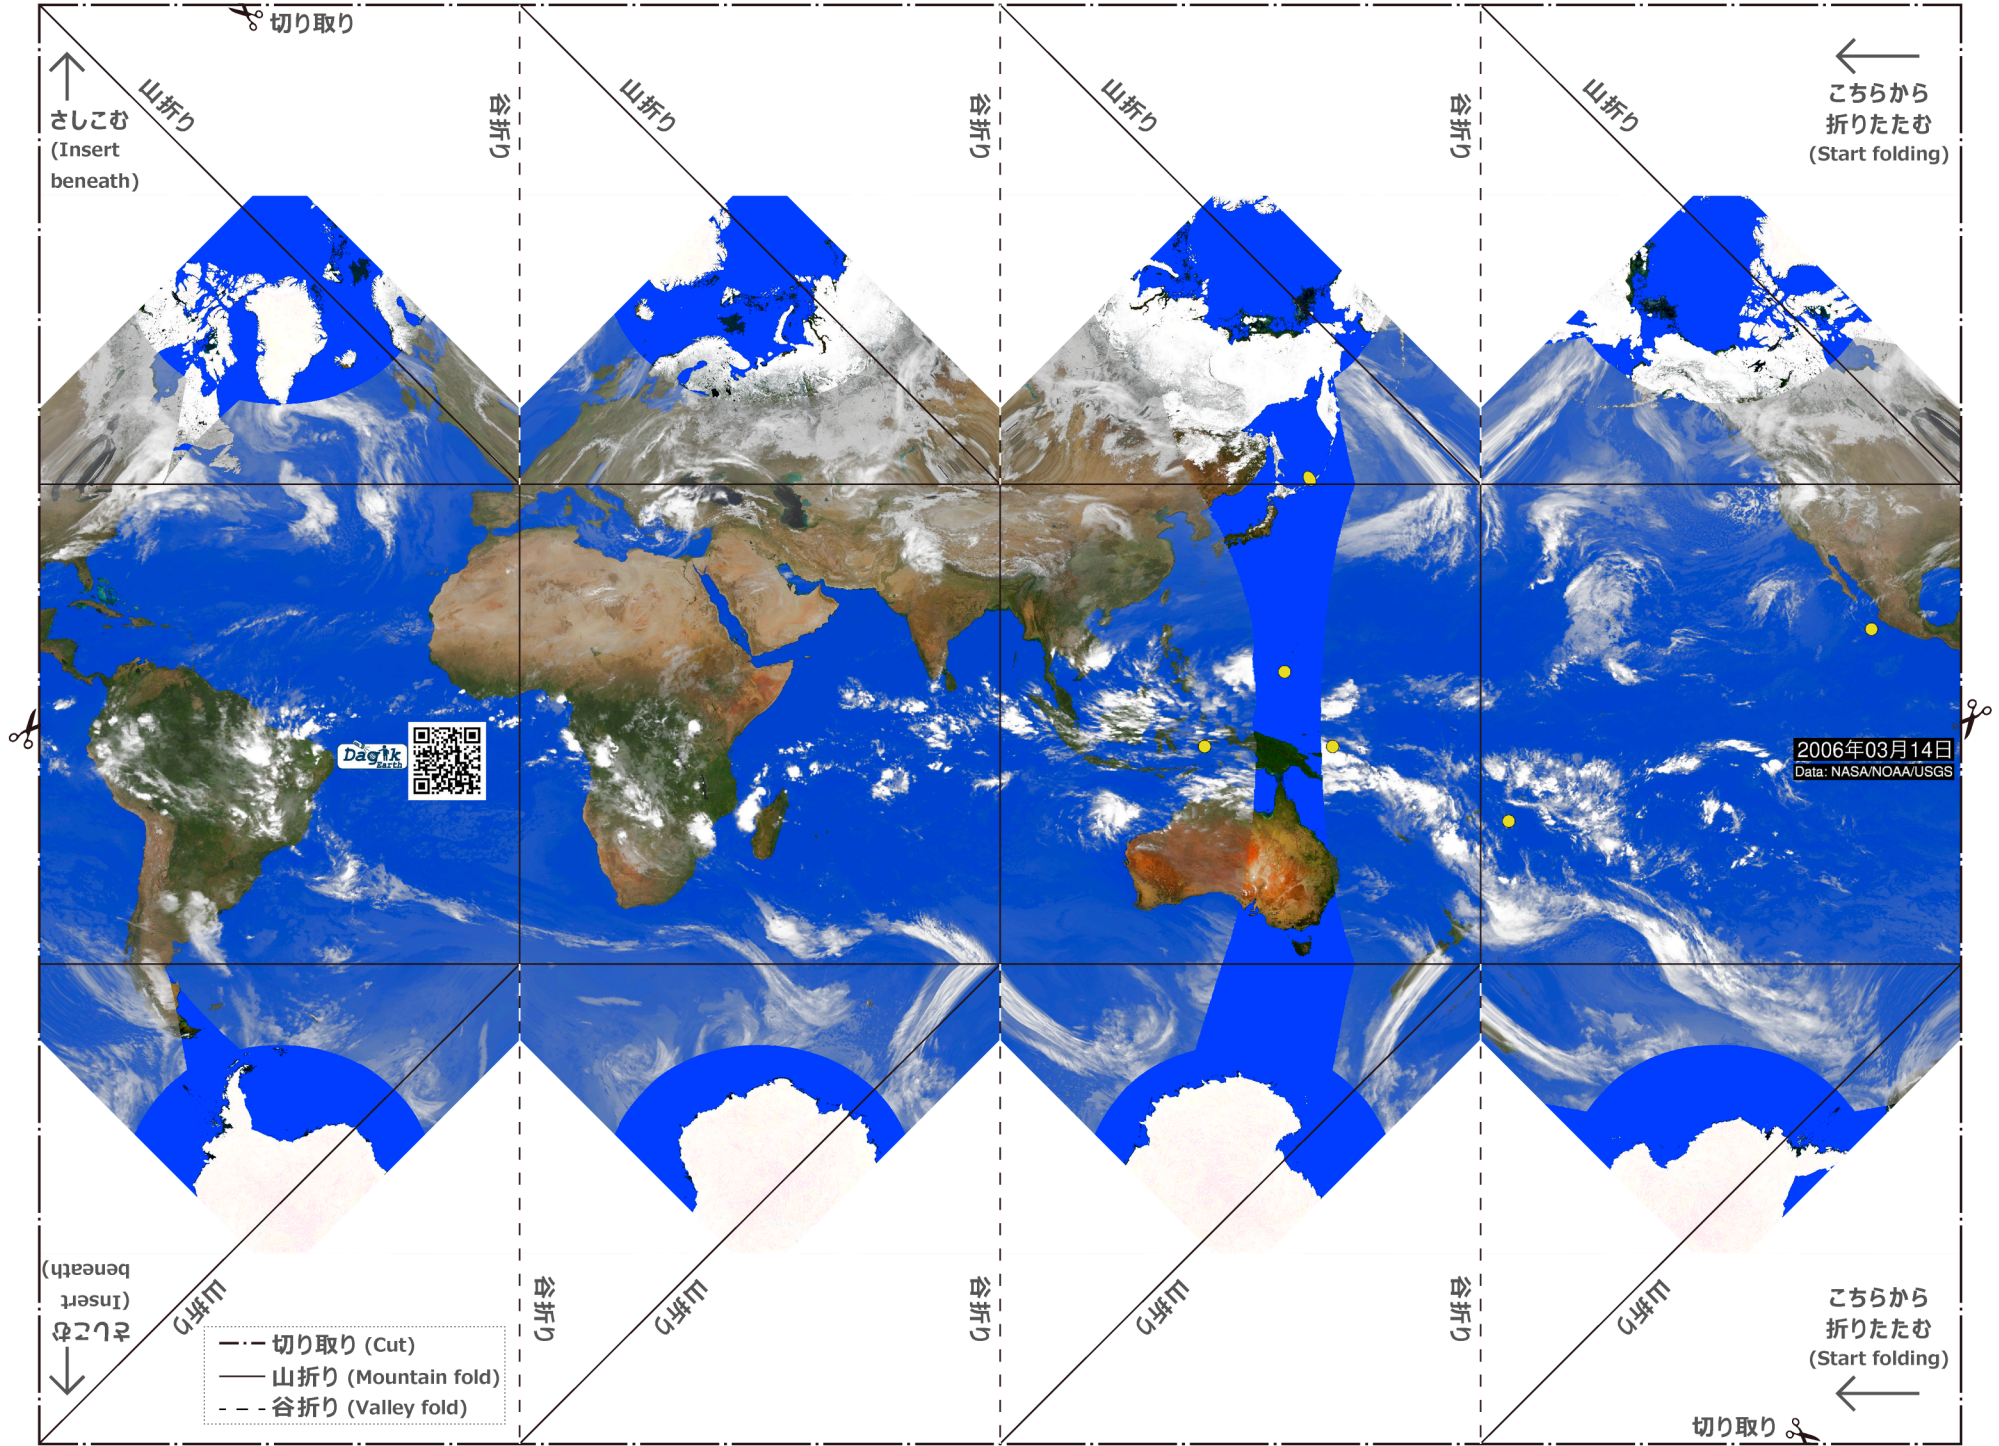 切り取り
さしこむ
(Insert
beneath)
山折り
谷折り
山折り
谷折り
山折り
谷折り
山折り
こちらから
折りたたむ
(Start folding)
Dagik
Earth
2006年03月14日
Data: NASA/NOAA/USGS
さしこむ
(Insert
beneath)
山折り
谷折り
山折り
谷折り
山折り
谷折り
山折り
こちらから
折りたたむ
(Start folding)
切り取り (Cut)
山折り (Mountain fold)
谷折り (Valley fold)
切り取り